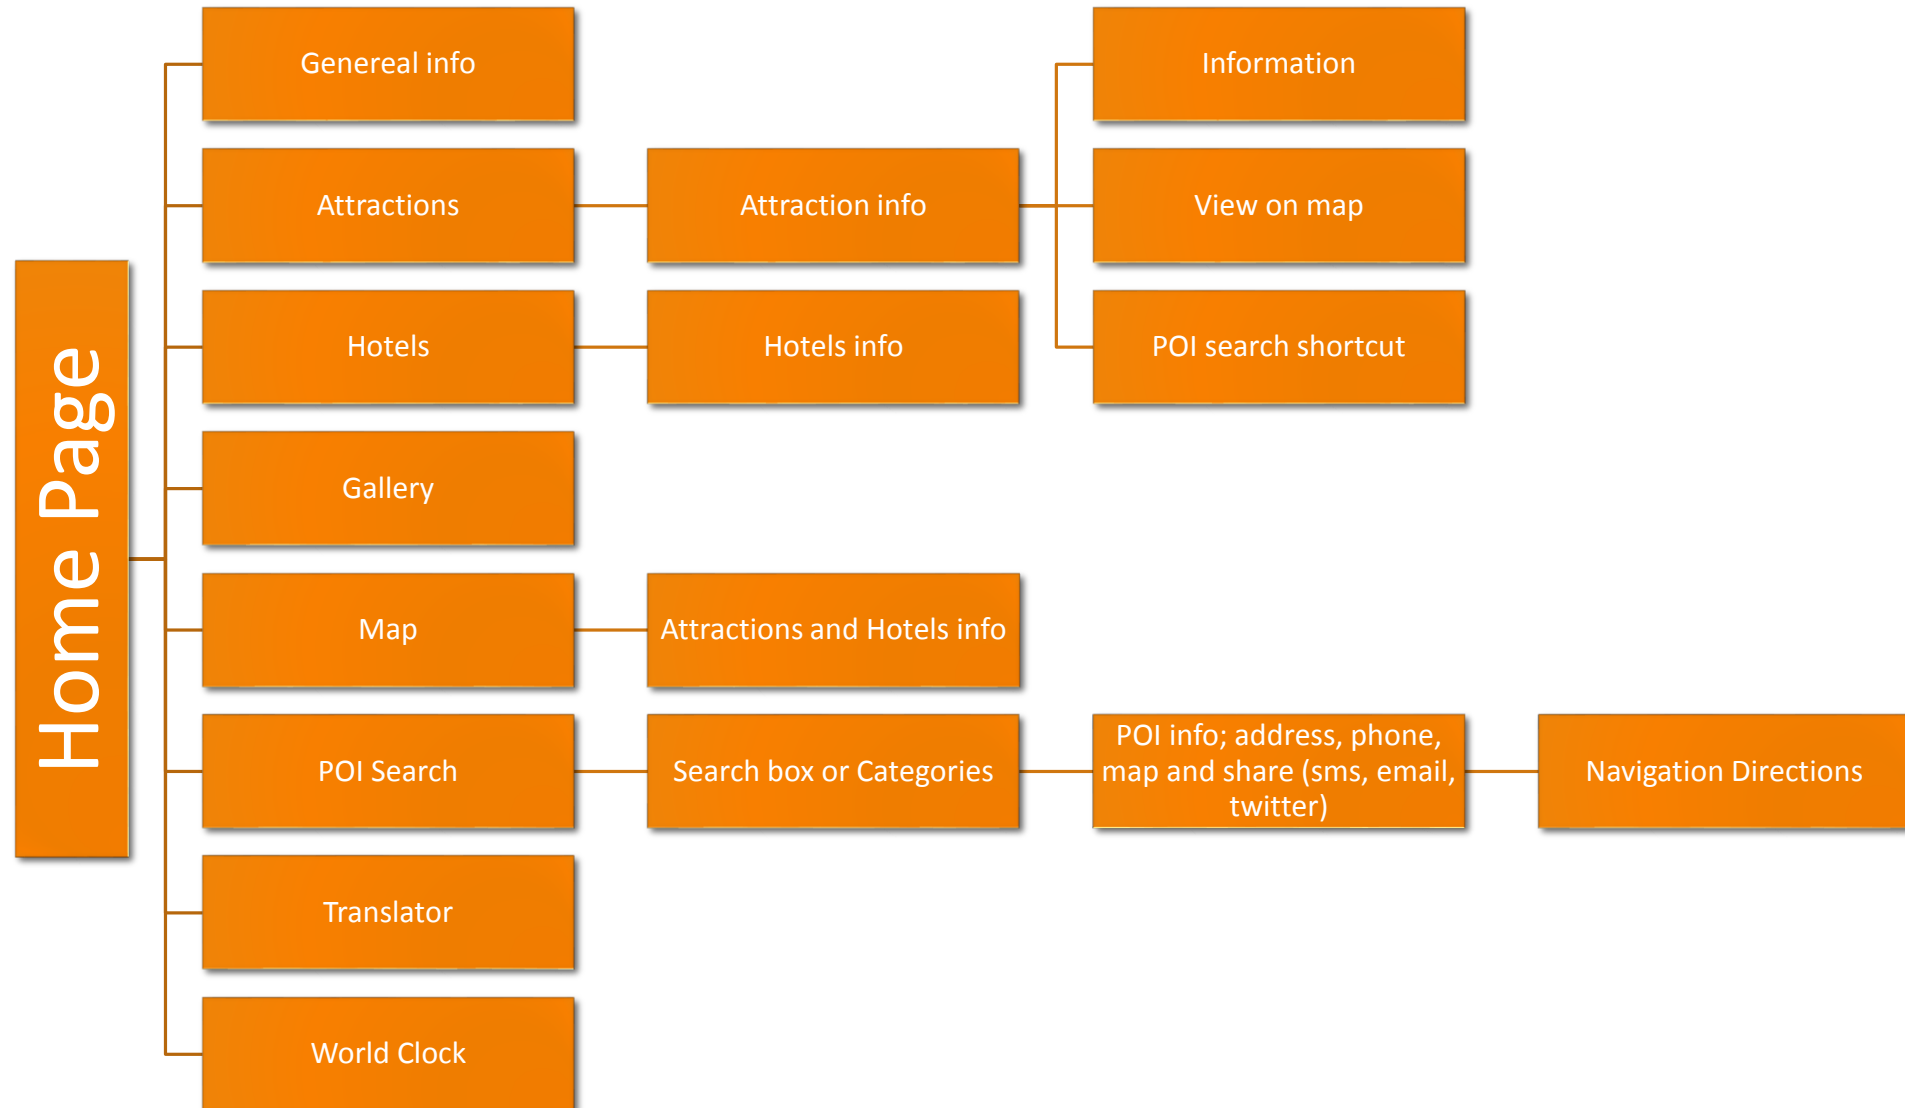 Home Page
Genereal info
Attractions
Attraction info
Information
View on map
POI search shortcut
Hotels
Hotels info
Gallery
Map
Attractions and Hotels info
POI Search
Search box or Categories
POI info; address, phone,
map and share (sms, email,
twitter)
Navigation Directions
Translator
World Clock